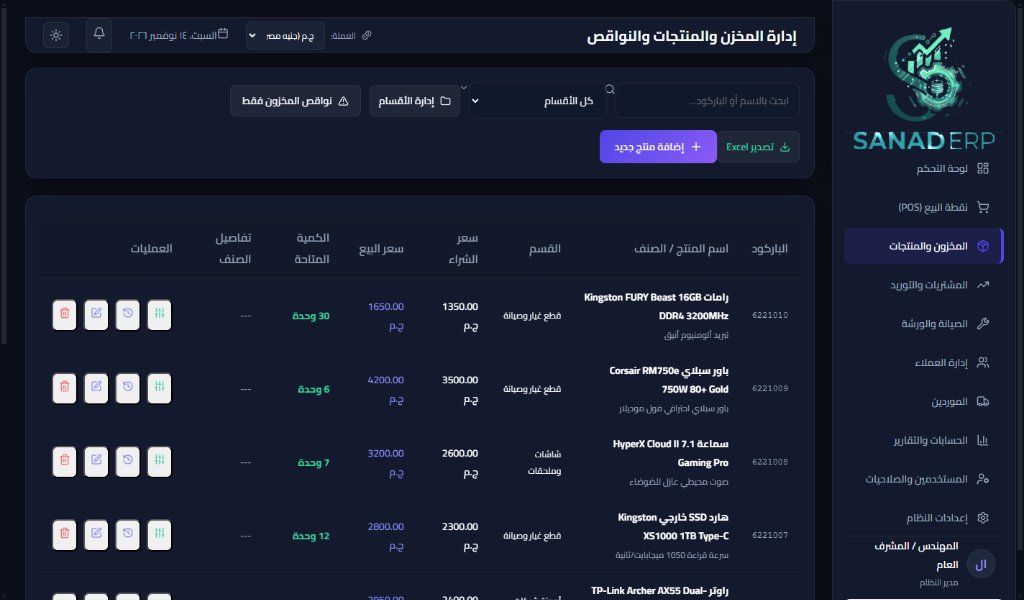 SANAD ERP
لوحة التحكم
نقطة البيع (POS)
المخزون والمنتجات
المشتريات والتوريد
الصيانة والورشة
إدارة العملاء
الموردين
الحسابات والتقارير
المستخدمين والصلاحيات
إعدادات النظام
ال
المهندس / المشرف
العام
مدير النظام
إدارة المخزن والمنتجات والنواقص
العملة:
ج.م (جنيه مصر
السبت، ١٤ نوفمبر ٢٠٢٦
ابحث بالاسم أو الباركود...
كل الأقسام
إدارة الأقسام
نواقص المخزون فقط
تصدير Excel
إضافة منتج جديد
الباركود
اسم المنتج / الصنف
القسم
سعر
الشراء
سعر البيع
الكمية
المتاحة
تفاصيل
الصنف
العمليات
6221010
رامات Kingston FURY Beast 16GB
DDR4 3200MHz
تبريد ألومنيوم أنيق
قطع غيار وصيانة
1350.00
ج.م
1650.00
ج.م
30 وحدة
---
6221009
باور سبلاي Corsair RM750e
750W 80+ Gold
باور سبلاي احترافي فول موديلار
قطع غيار وصيانة
3500.00
ج.م
4200.00
ج.م
6 وحدة
---
6221008
سماعة HyperX Cloud II 7.1
Gaming Pro
صوت محيطي عازل للضوضاء
شاشات
وملحقات
2600.00
ج.م
3200.00
ج.م
7 وحدة
---
6221007
هارد SSD خارجي Kingston
XS1000 1TB Type-C
سرعة قراءة 1050 ميجابايت/ثانية
قطع غيار وصيانة
2300.00
ج.م
2800.00
ج.م
12 وحدة
---
راوتر TP-Link Archer AX55 Dual-